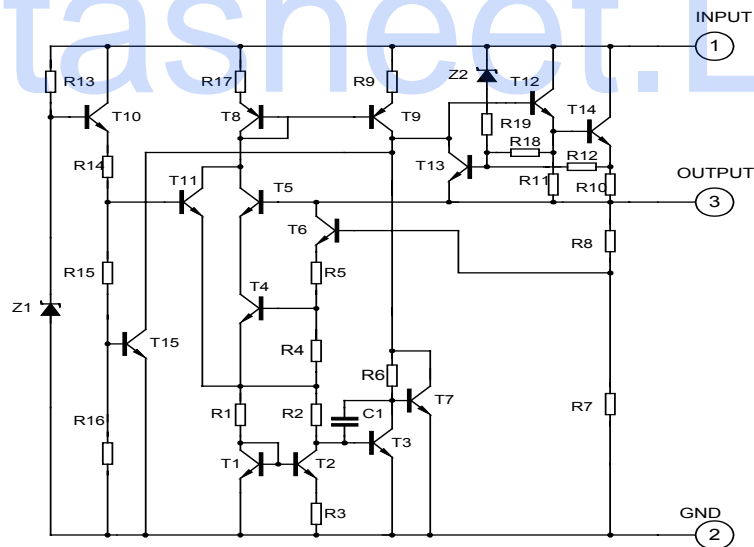 tasheet.L
INPUT
1
R13
R17
R9
Z2
T12
T10
T8
T9
T14
R19
R18
R14
T13
R12
T11
R11
R10
OUTPUT
T5
3
T6
R8
R15
R5
T4
Z1
T15
R4
R6
R16
R1
R2
C1
T7
R7
T1
T2
T3
R3
GND
2